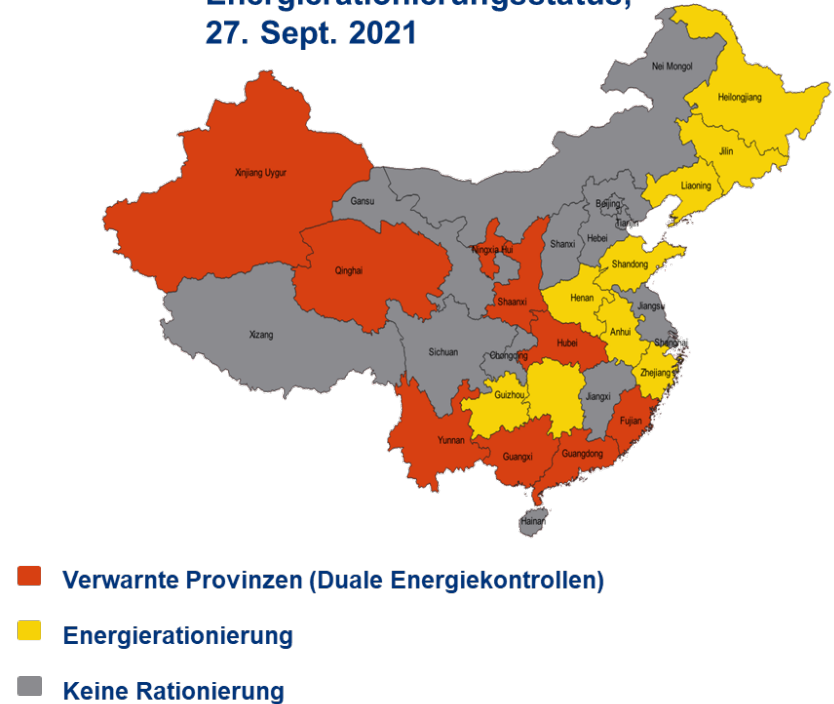 Energierationierungsstatus,
27. Sept. 2021
Nei Mongol
Heilongjiang
Jilin
Xinjiang Uygur
Liaoning
Gansu
Beijing
Tianjin
Shanxi
Hebei
Ningxia Hui
Shandong
Qinghai
Henan
Shaanxi
Jiangsu
Anhui
Xizang
Hubei
Shanghai
Sichuan
Chongqing
Zhejiang
Guizhou
Jiangxi
Fujian
Yunnan
Guangxi
Guangdong
Hainan
Verwarnte Provinzen (Duale Energiekontrollen)
Energierationierung
Keine Rationierung